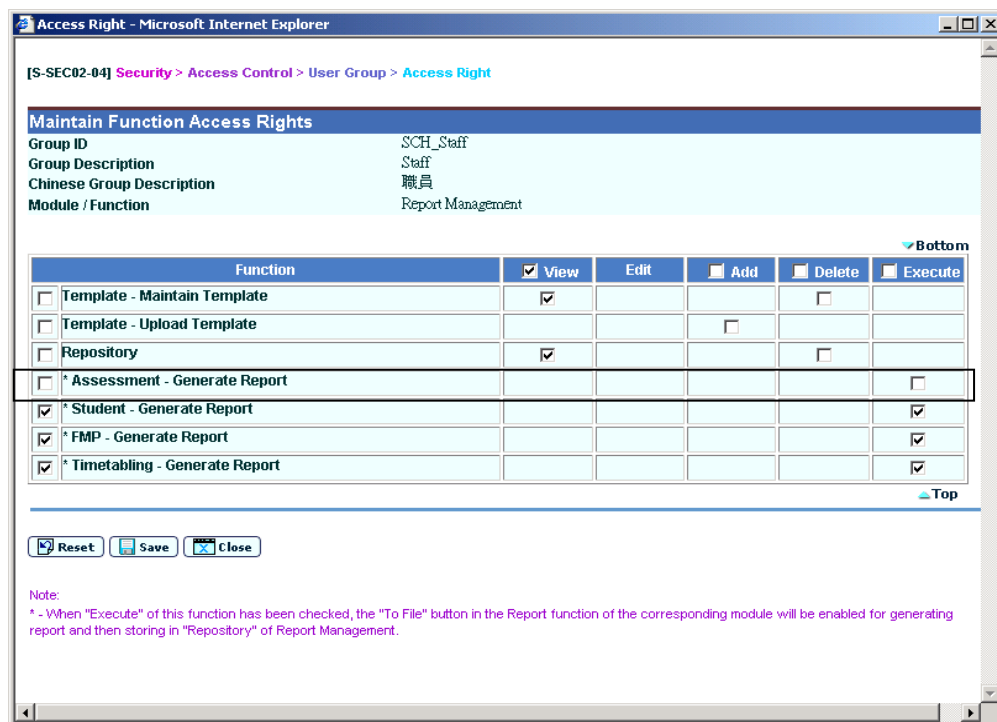 Access Right - Microsoft Internet Explorer
[S-SEC02-04] Security > Access Control > User Group > Access Right
Maintain Function Access Rights
Group ID SCH_Staff
Group Description Staff
Chinese Group Description 職員
Module / Function Report Management
Bottom
Function View Edit Add Delete Execute
Template - Maintain Template
Template - Upload Template
Repository
* Assessment - Generate Report
* Student - Generate Report
* FMP - Generate Report
* Timetabling - Generate Report
Top
Reset Save Close
Note:
* - When "Execute" of this function has been checked, the "To File" button in the Report function of the corresponding module will be enabled for generating
report and then storing in "Repository" of Report Management.